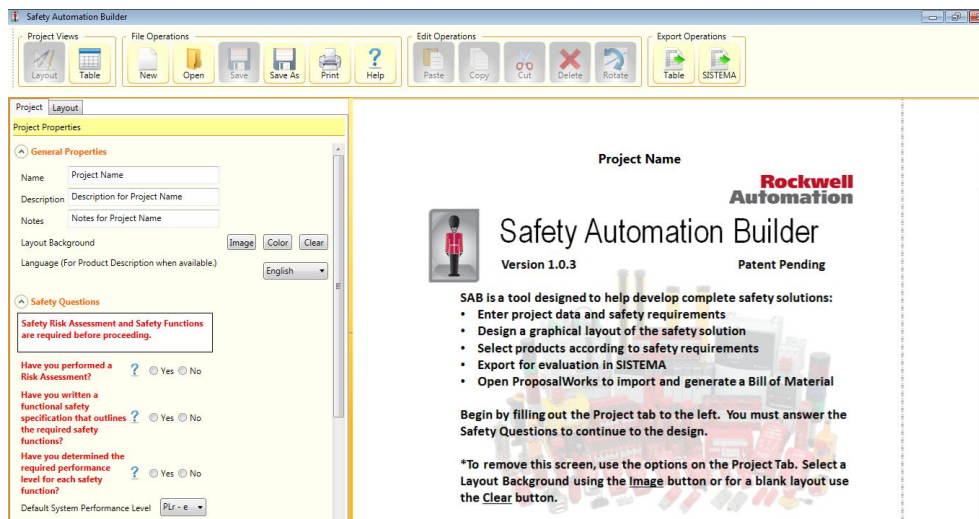 Safety Automation Builder
Project Views
File Operations
Edit Operations
Export Operations
Layout
Table
New
Open
Save
Save As
Print
? Help
Paste
Copy
Cut
Delete
Rotate
Table
SISTEMA
Project Layout
Project Properties
General Properties
Name Project Name
Description Description for Project Name
Notes Notes for Project Name
Layout Background Image Color Clear
Language (For Product Description when available.)
English
Safety Questions
Safety Risk Assessment and Safety Functions
are required before proceeding.
Have you performed a
Risk Assessment? ? Yes No
Have you written a
functional safety
specification that outlines ? Yes No
the required safety
functions?
Have you determined the
required performance
level for each safety ? Yes No
function?
Default System Performance Level PLr - e
Project Name
Rockwell
Automation
Safety Automation Builder
Version 1.0.3 Patent Pending
SAB is a tool designed to help develop complete safety solutions:
• Enter project data and safety requirements
• Design a graphical layout of the safety solution
• Select products according to safety requirements
• Export for evaluation in SISTEMA
• Open ProposalWorks to import and generate a Bill of Material
Begin by filling out the Project tab to the left. You must answer the
Safety Questions to continue to the design.
*To remove this screen, use the options on the Project Tab. Select a
Layout Background using the Image button or for a blank layout use
the Clear button.